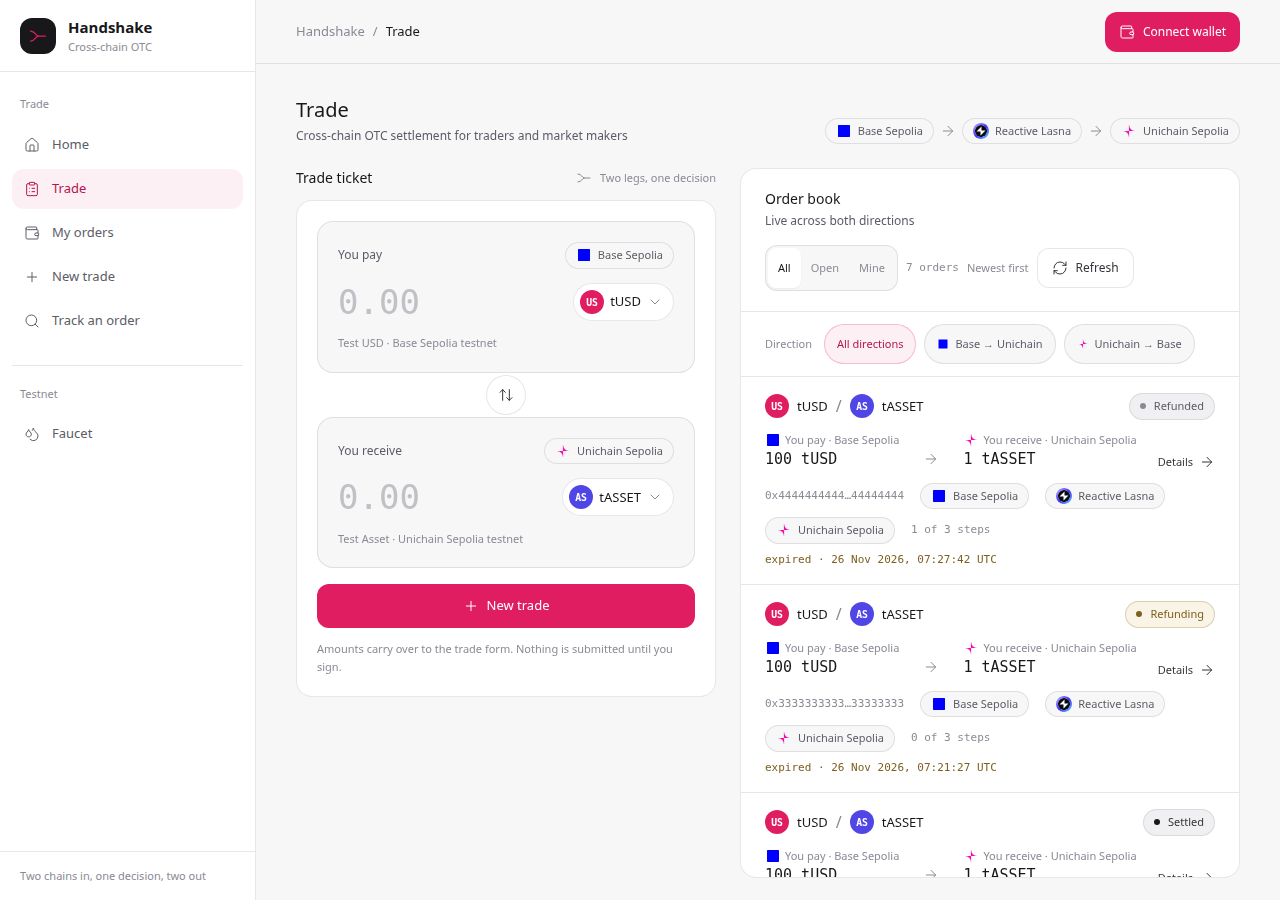 Handshake
Cross-chain OTC
Trade
Home
Trade
My orders
New trade
Track an order
Testnet
Faucet
Two chains in, one decision, two out
Handshake / Trade
Connect wallet
Trade
Cross-chain OTC settlement for traders and market makers
Base Sepolia → Reactive Lasna → Unichain Sepolia
Trade ticket
Two legs, one decision
You pay
Base Sepolia
0.00
US tUSD
Test USD · Base Sepolia testnet
You receive
Unichain Sepolia
0.00
AS tASSET
Test Asset · Unichain Sepolia testnet
+ New trade
Amounts carry over to the trade form. Nothing is submitted until you
sign.
Order book
Live across both directions
All Open Mine 7 orders Newest first Refresh
Direction All directions Base → Unichain Unichain → Base
US tUSD / AS tASSET Refunded
You pay · Base Sepolia You receive · Unichain Sepolia
100 tUSD → 1 tASSET Details →
0x4444444444…44444444 Base Sepolia Reactive Lasna
Unichain Sepolia 1 of 3 steps
expired · 26 Nov 2026, 07:27:42 UTC
US tUSD / AS tASSET Refunding
You pay · Base Sepolia You receive · Unichain Sepolia
100 tUSD → 1 tASSET Details →
0x3333333333…33333333 Base Sepolia Reactive Lasna
Unichain Sepolia 0 of 3 steps
expired · 26 Nov 2026, 07:21:27 UTC
US tUSD / AS tASSET Settled
You pay · Base Sepolia You receive · Unichain Sepolia
100 tUSD → 1 tASSET Details →